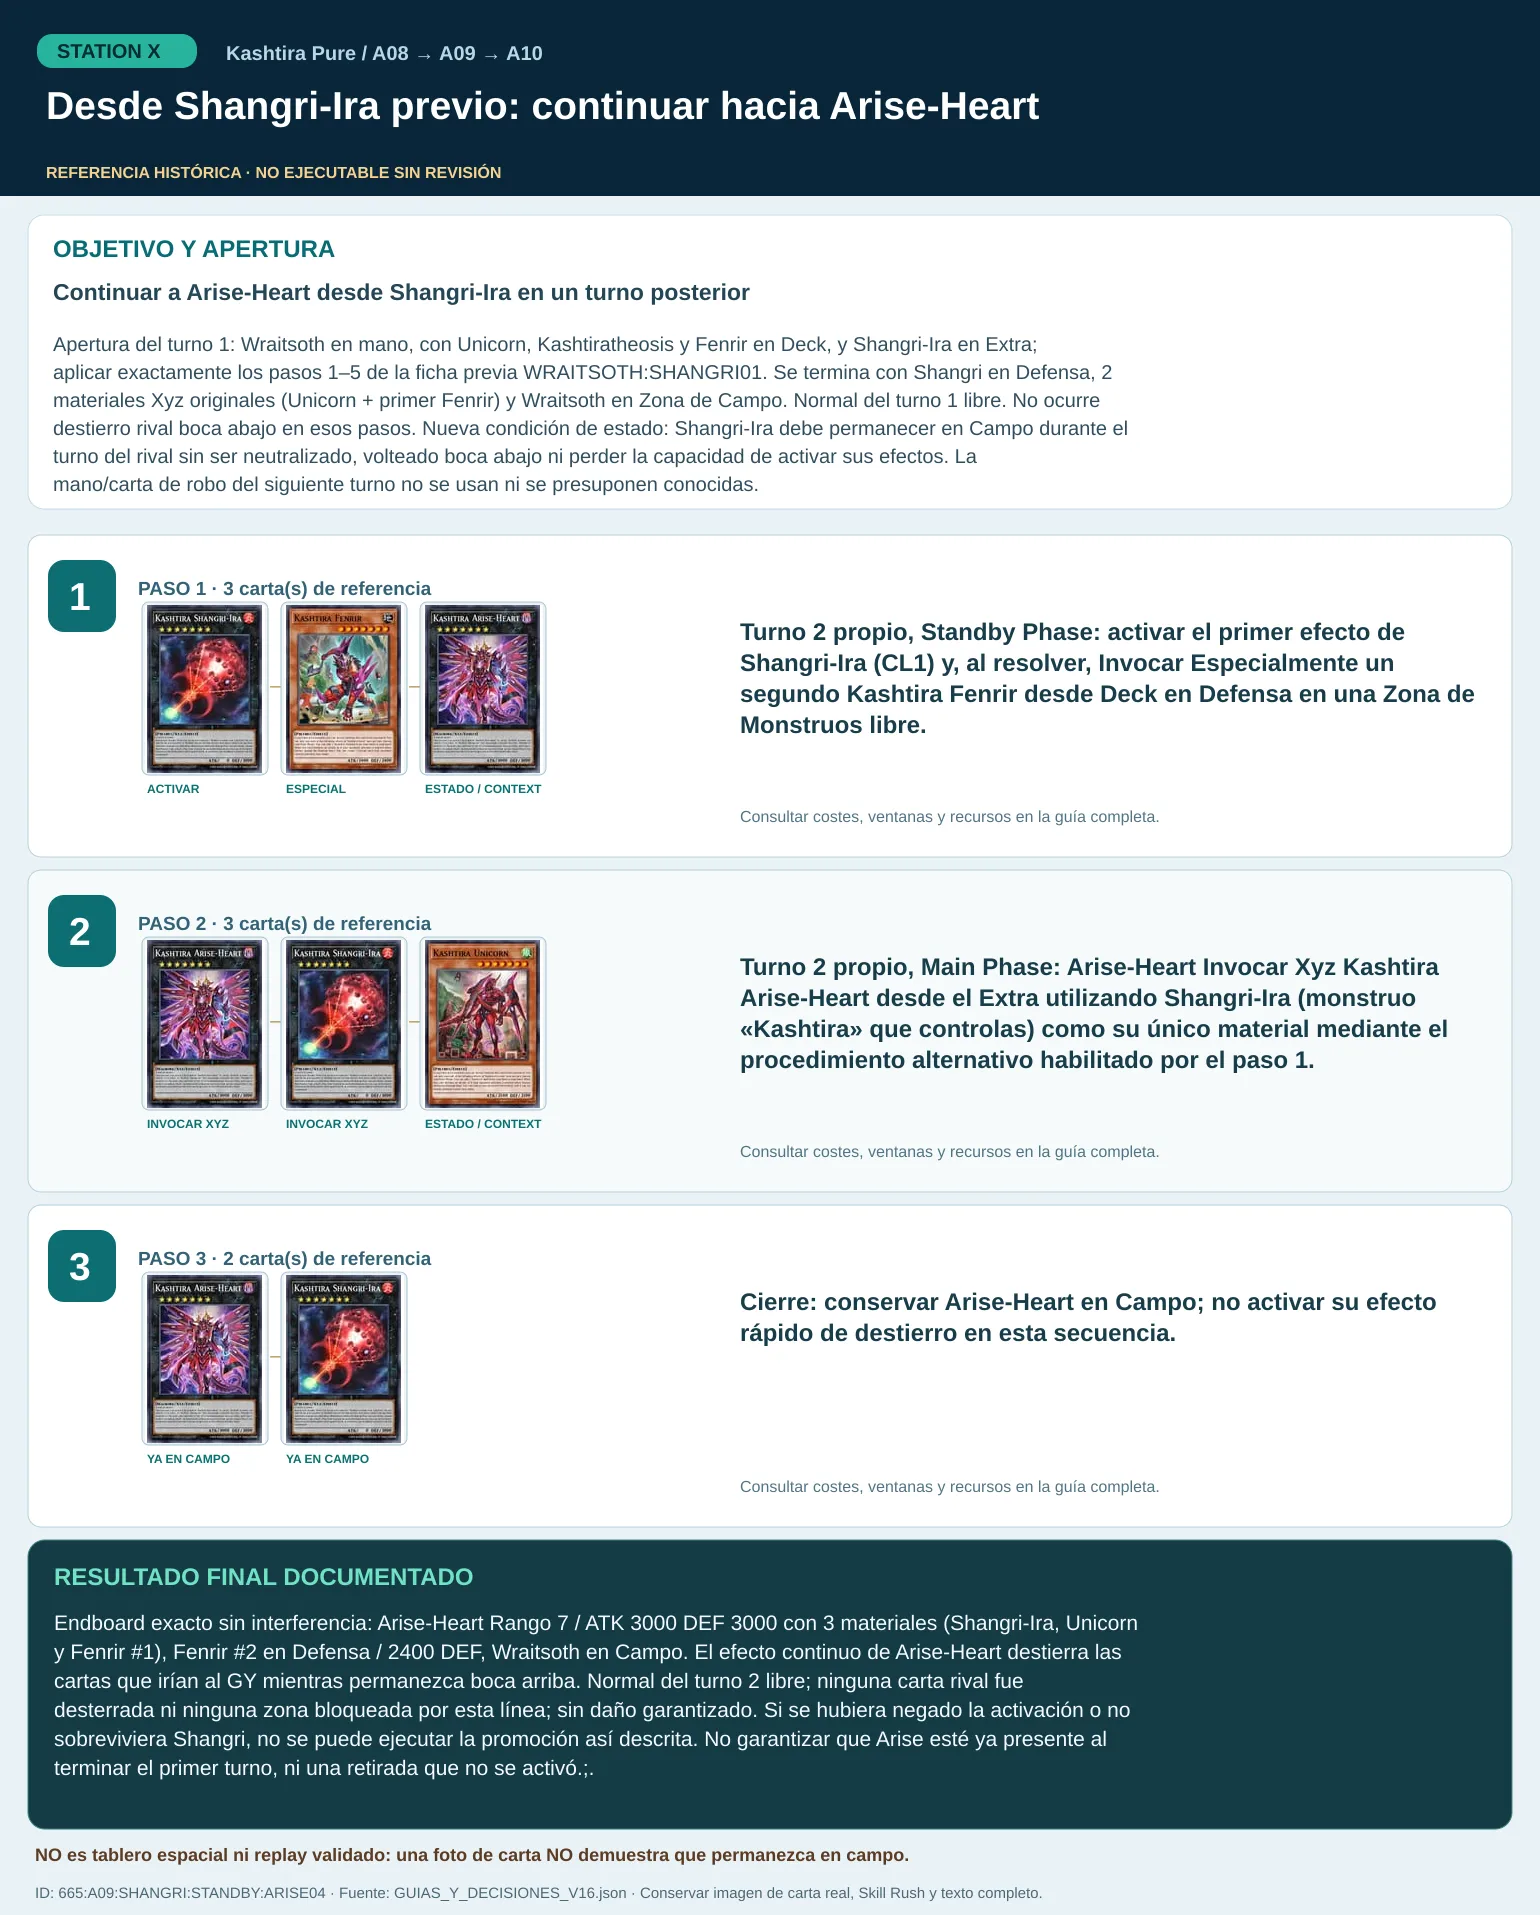 STATION X
Kashtira Pure / A08 → A09 → A10
Desde Shangri-Ira previo: continuar hacia Arise-Heart
REFERENCIA HISTÓRICA · NO EJECUTABLE SIN REVISIÓN
OBJETIVO Y APERTURA
Continuar a Arise-Heart desde Shangri-Ira en un turno posterior
Apertura del turno 1: Wraitsoth en mano, con Unicorn, Kashtiratheosis y Fenrir en Deck, y Shangri-Ira en Extra;
aplicar exactamente los pasos 1–5 de la ficha previa WRAITSOTH:SHANGRI01. Se termina con Shangri en Defensa, 2
materiales Xyz originales (Unicorn + primer Fenrir) y Wraitsoth en Zona de Campo. Normal del turno 1 libre. No ocurre
destierro rival boca abajo en esos pasos. Nueva condición de estado: Shangri-Ira debe permanecer en Campo durante el
turno del rival sin ser neutralizado, volteado boca abajo ni perder la capacidad de activar sus efectos. La
mano/carta de robo del siguiente turno no se usan ni se presuponen conocidas.
1
PASO 1 · 3 carta(s) de referencia
KASHTIRA SHANGRI-IRA
KASHTIRA FENRIR
KASHTIRA ARISE-HEART
ACTIVAR
ESPECIAL
ESTADO / CONTEXT
Turno 2 propio, Standby Phase: activar el primer efecto de
Shangri-Ira (CL1) y, al resolver, Invocar Especialmente un
segundo Kashtira Fenrir desde Deck en Defensa en una Zona de
Monstruos libre.
Consultar costes, ventanas y recursos en la guía completa.
2
PASO 2 · 3 carta(s) de referencia
KASHTIRA ARISE-HEART
KASHTIRA SHANGRI-IRA
KASHTIRA UNICORN
INVOCAR XYZ
INVOCAR XYZ
ESTADO / CONTEXT
Turno 2 propio, Main Phase: Arise-Heart Invocar Xyz Kashtira
Arise-Heart desde el Extra utilizando Shangri-Ira (monstruo
«Kashtira» que controlas) como su único material mediante el
procedimiento alternativo habilitado por el paso 1.
Consultar costes, ventanas y recursos en la guía completa.
3
PASO 3 · 2 carta(s) de referencia
KASHTIRA ARISE-HEART
KASHTIRA SHANGRI-IRA
YA EN CAMPO
YA EN CAMPO
Cierre: conservar Arise-Heart en Campo; no activar su efecto
rápido de destierro en esta secuencia.
Consultar costes, ventanas y recursos en la guía completa.
RESULTADO FINAL DOCUMENTADO
Endboard exacto sin interferencia: Arise-Heart Rango 7 / ATK 3000 DEF 3000 con 3 materiales (Shangri-Ira, Unicorn
y Fenrir #1), Fenrir #2 en Defensa / 2400 DEF, Wraitsoth en Campo. El efecto continuo de Arise-Heart destierra las
cartas que irían al GY mientras permanezca boca arriba. Normal del turno 2 libre; ninguna carta rival fue
desterrada ni ninguna zona bloqueada por esta línea; sin daño garantizado. Si se hubiera negado la activación o no
sobreviviera Shangri, no se puede ejecutar la promoción así descrita. No garantizar que Arise esté ya presente al
terminar el primer turno, ni una retirada que no se activó.;.
NO es tablero espacial ni replay validado: una foto de carta NO demuestra que permanezca en campo.
ID: 665:A09:SHANGRI:STANDBY:ARISE04 · Fuente: GUIAS_Y_DECISIONES_V16.json · Conservar imagen de carta real, Skill Rush y texto completo.